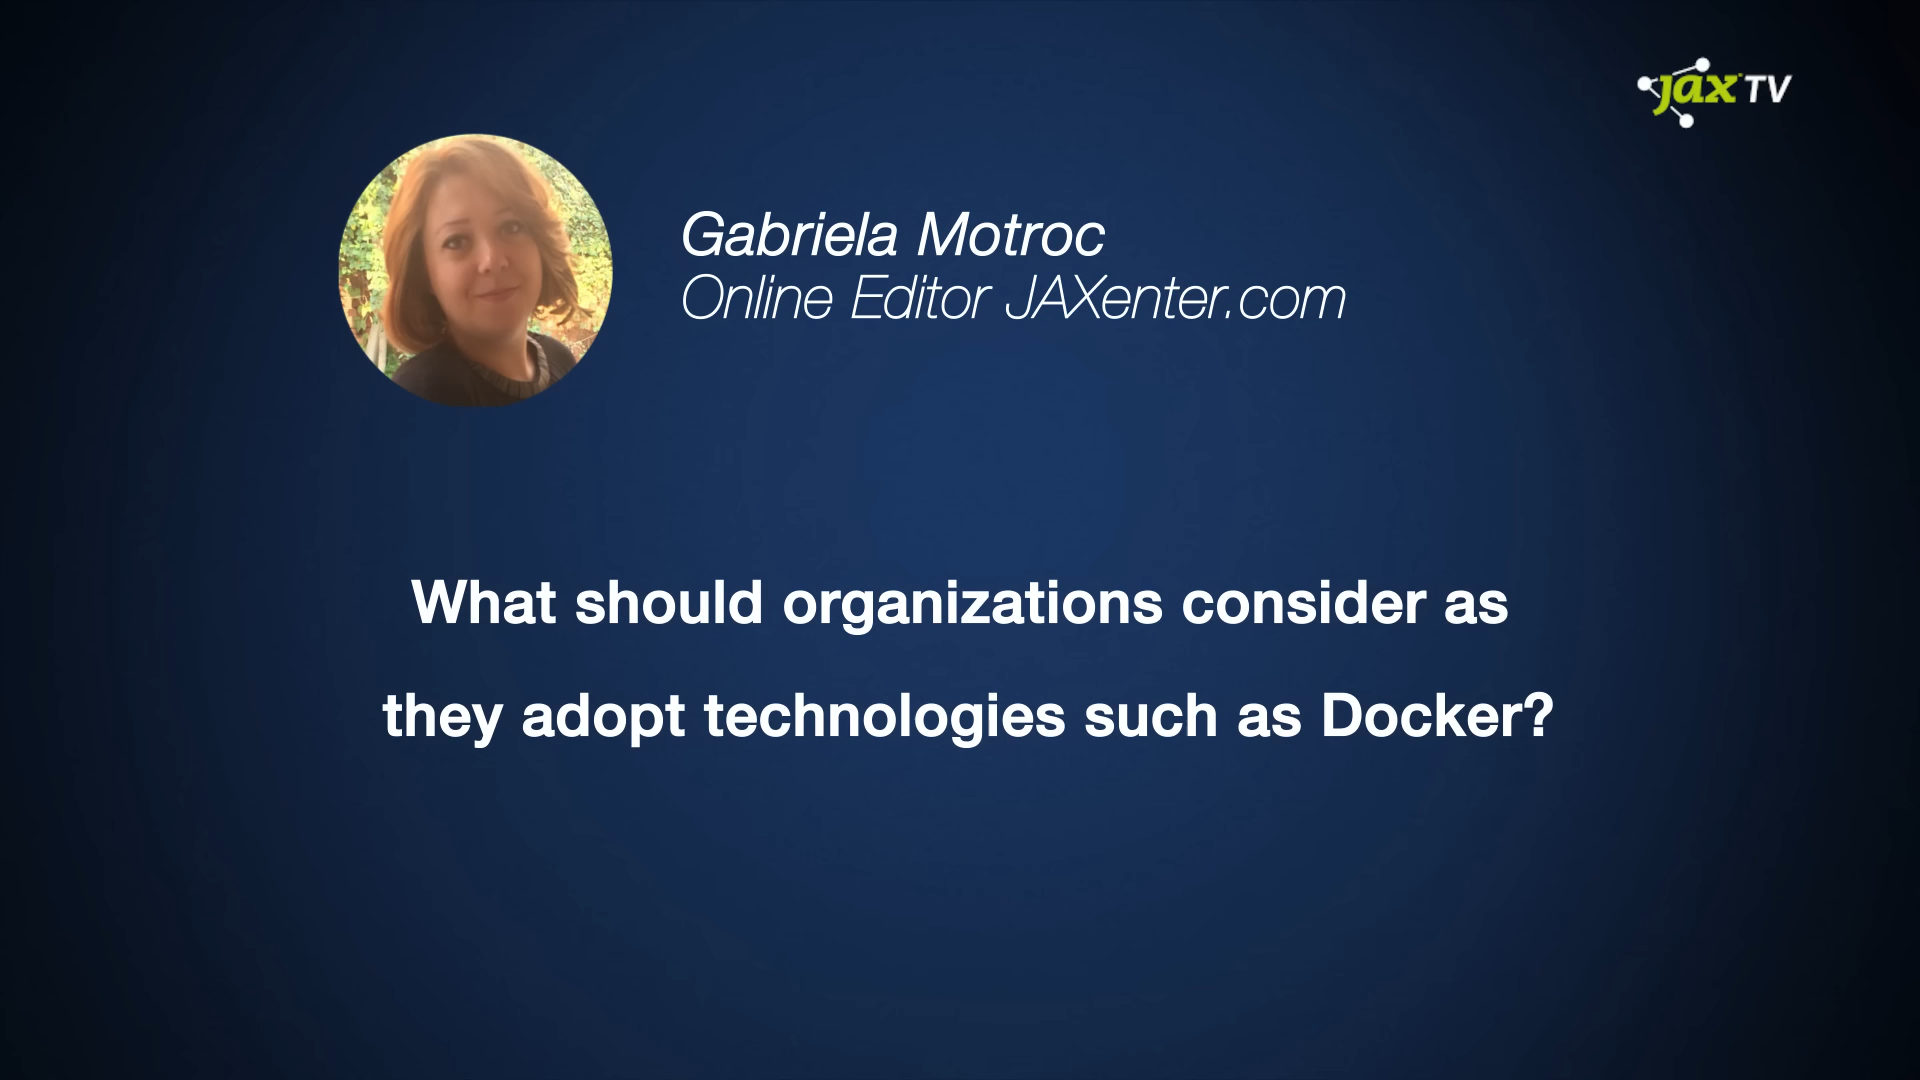 jax TV
Gabriela Motroc
Online Editor JAXenter.com
What should organizations consider as
they adopt technologies such as Docker?